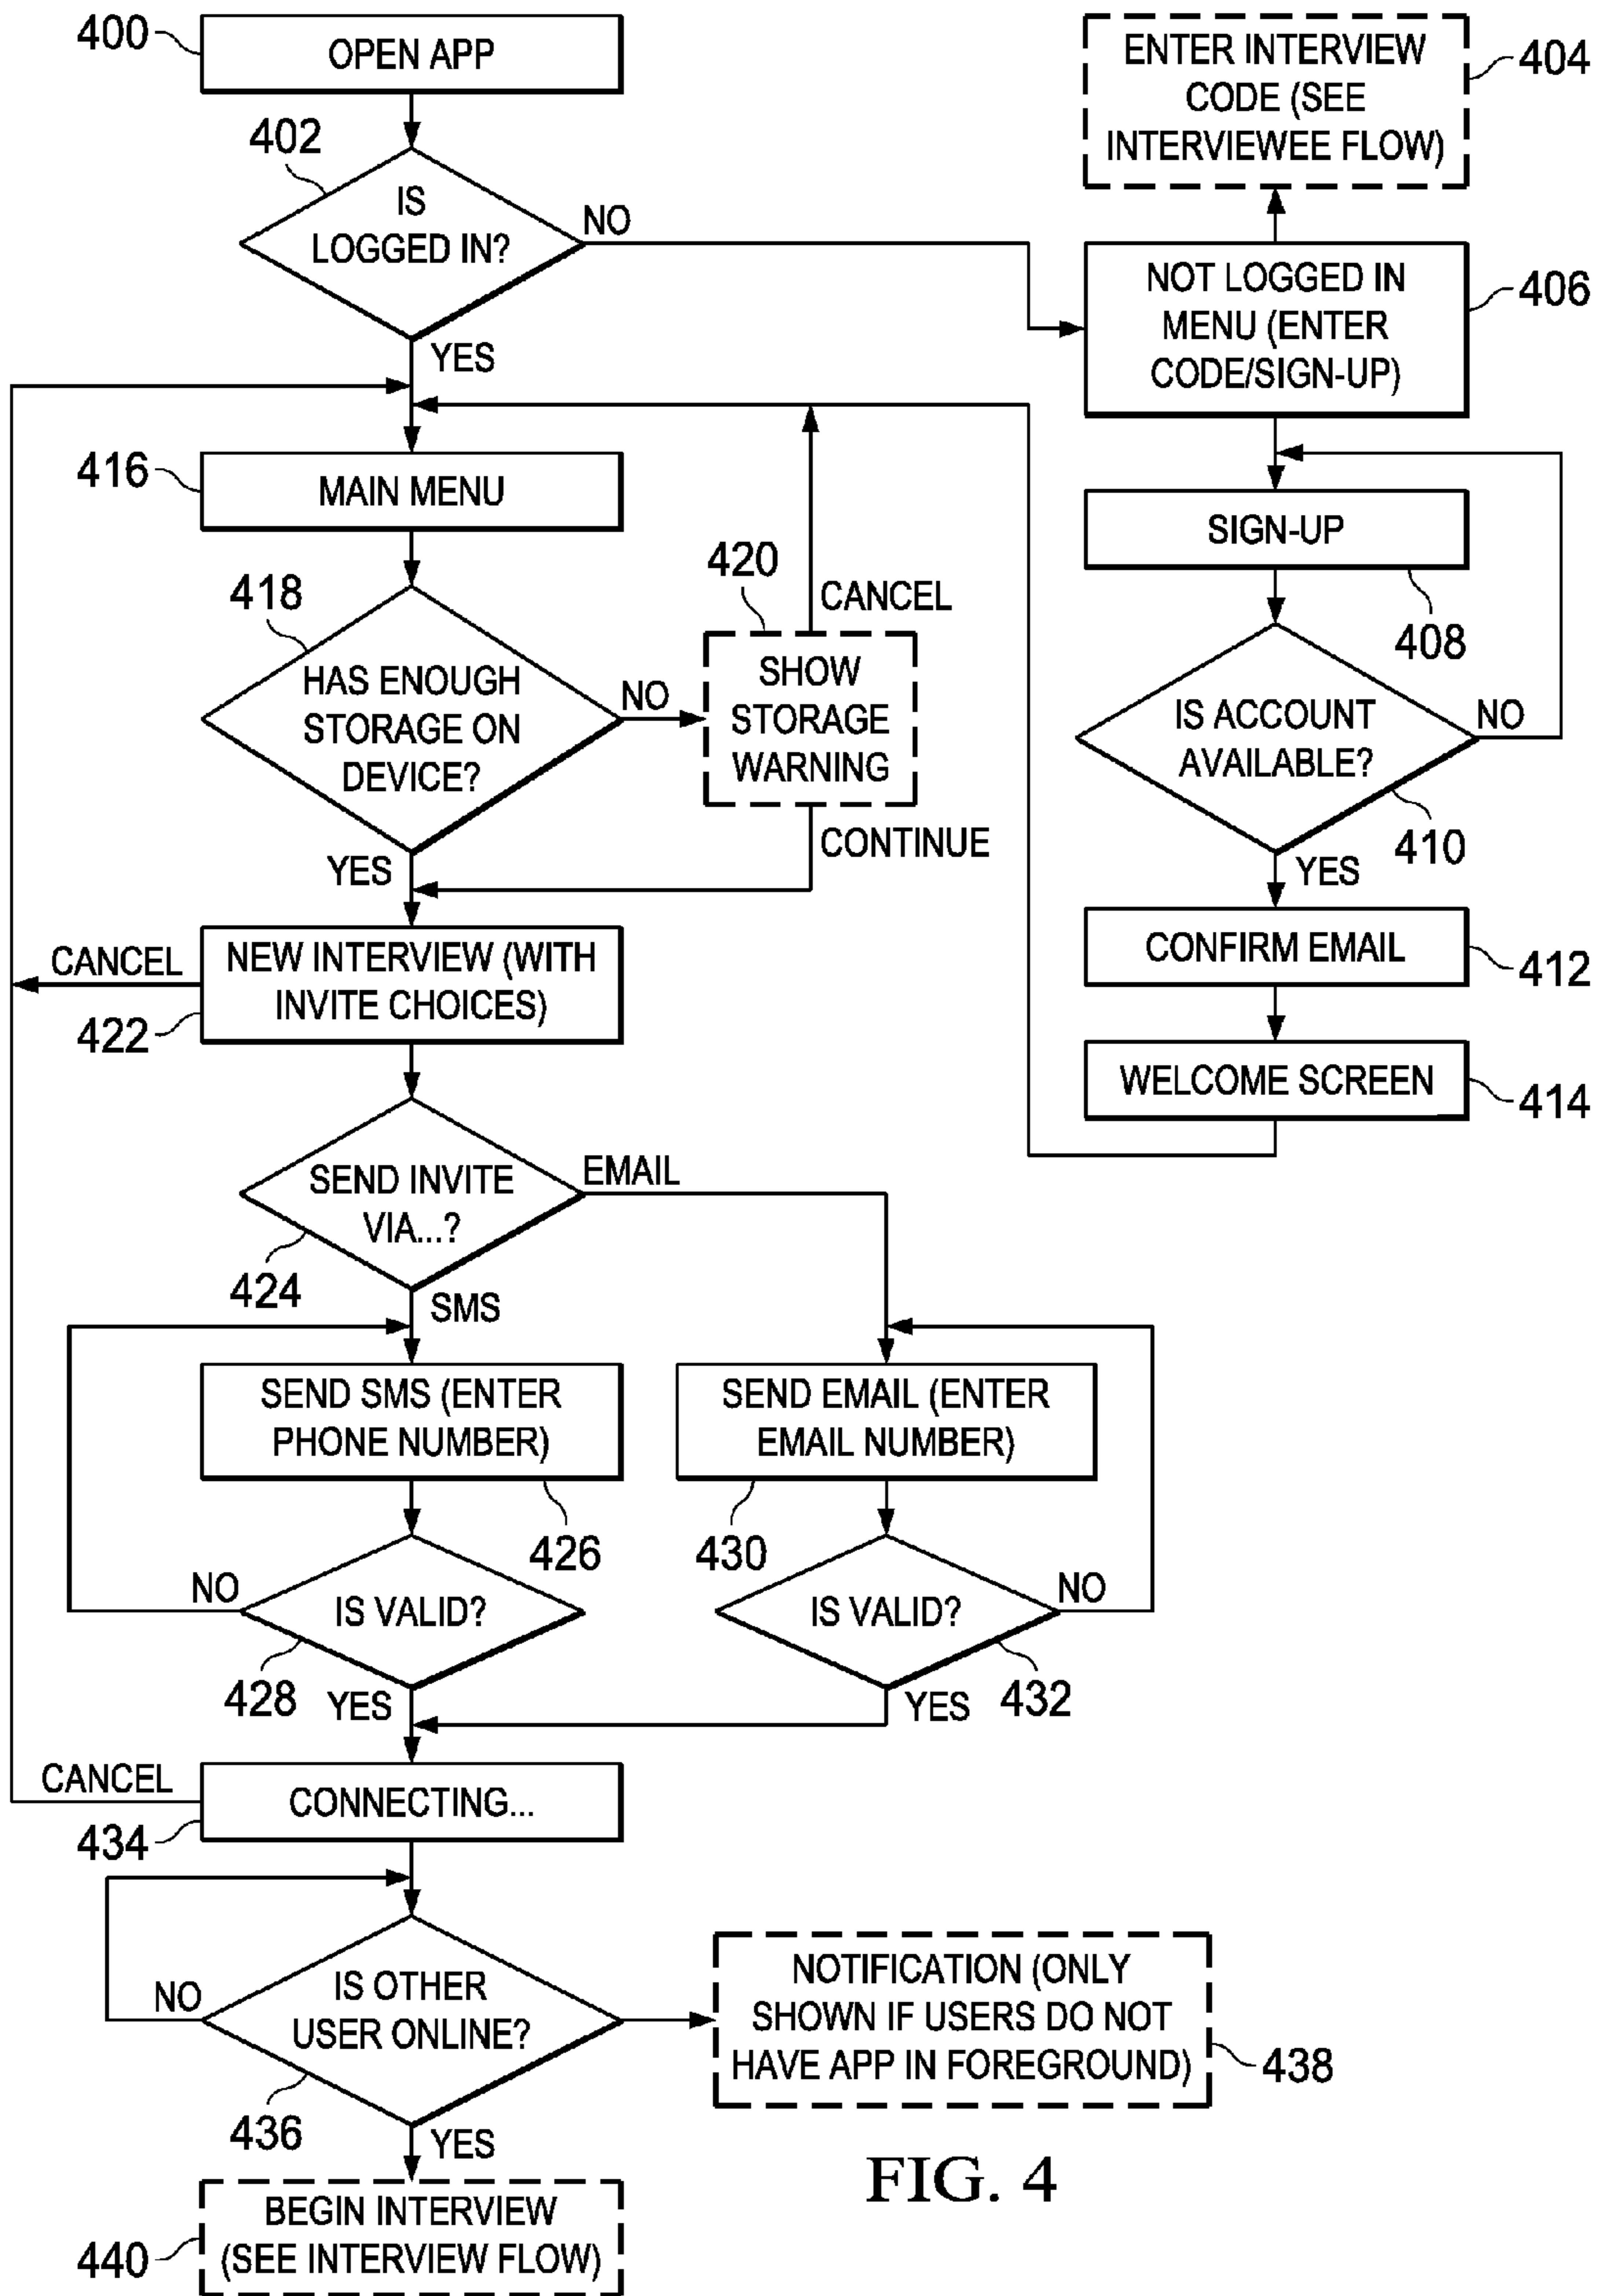 400
OPEN APP
402
IS
LOGGED IN?
NO
YES
ENTER INTERVIEW
CODE (SEE
INTERVIEWEE FLOW)
404
NOT LOGGED IN
MENU (ENTER
CODE/SIGN-UP)
406
SIGN-UP
408
IS ACCOUNT
AVAILABLE?
NO
410
YES
CONFIRM EMAIL
412
WELCOME SCREEN
414
416
MAIN MENU
418
HAS ENOUGH
STORAGE ON
DEVICE?
NO
YES
420
CANCEL
SHOW
STORAGE
WARNING
CONTINUE
CANCEL
NEW INTERVIEW (WITH
INVITE CHOICES)
422
SEND INVITE
VIA...?
EMAIL
424
SMS
SEND SMS (ENTER
PHONE NUMBER)
426
NO
IS VALID?
428
YES
SEND EMAIL (ENTER
EMAIL NUMBER)
430
IS VALID?
NO
432
YES
CANCEL
CONNECTING...
434
NO
IS OTHER
USER ONLINE?
436
YES
NOTIFICATION (ONLY
SHOWN IF USERS DO NOT
HAVE APP IN FOREGROUND)
438
BEGIN INTERVIEW
(SEE INTERVIEW FLOW)
440
FIG. 4